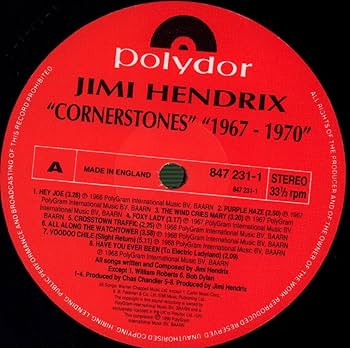 polydor
JIMI HENDRIX
"CORNERSTONES" "1967 - 1970"
A
MADE IN ENGLAND
847 231-1
847 231-1
STEREO
33⅓ rpm
1. HEY JOE (3.28) ℗ 1966 PolyGram International Music BV, BAARN 2. PURPLE HAZE (2.50) ℗ 1967
PolyGram International Music BV, BAARN 3. THE WIND CRIES MARY (3.20) ℗ 1967 PolyGram
International Music BV, BAARN 4. FOXY LADY (3.17) ℗ 1967 PolyGram International Music BV, BAARN
5. CROSSTOWN TRAFFIC (2.25) ℗ 1968 PolyGram International Music BV, BAARN
6. ALL ALONG THE WATCHTOWER (3.58) ℗ 1968 PolyGram International Music BV, BAARN
7. VOODOO CHILE (Slight Return) (5.11) ℗ 1968 PolyGram International Music BV, BAARN
8. HAVE YOU EVER BEEN (To Electric Ladyland) (2.09)
℗ 1968 PolyGram International Music BV, BAARN
All songs written and composed by Jimi Hendrix
Except 1. William Roberts 6. Bob Dylan
1-4. Produced by Chas Chandler 5-8. Produced by Jimi Hendrix
ALL RIGHTS OF THE PRODUCER AND OF THE OWNER OF THE WORK REPRODUCED RESERVED UNAUTHORISED COPYING, HIRING, LENDING, PUBLIC PERFORMANCE AND BROADCASTING OF THIS RECORD PROHIBITED.